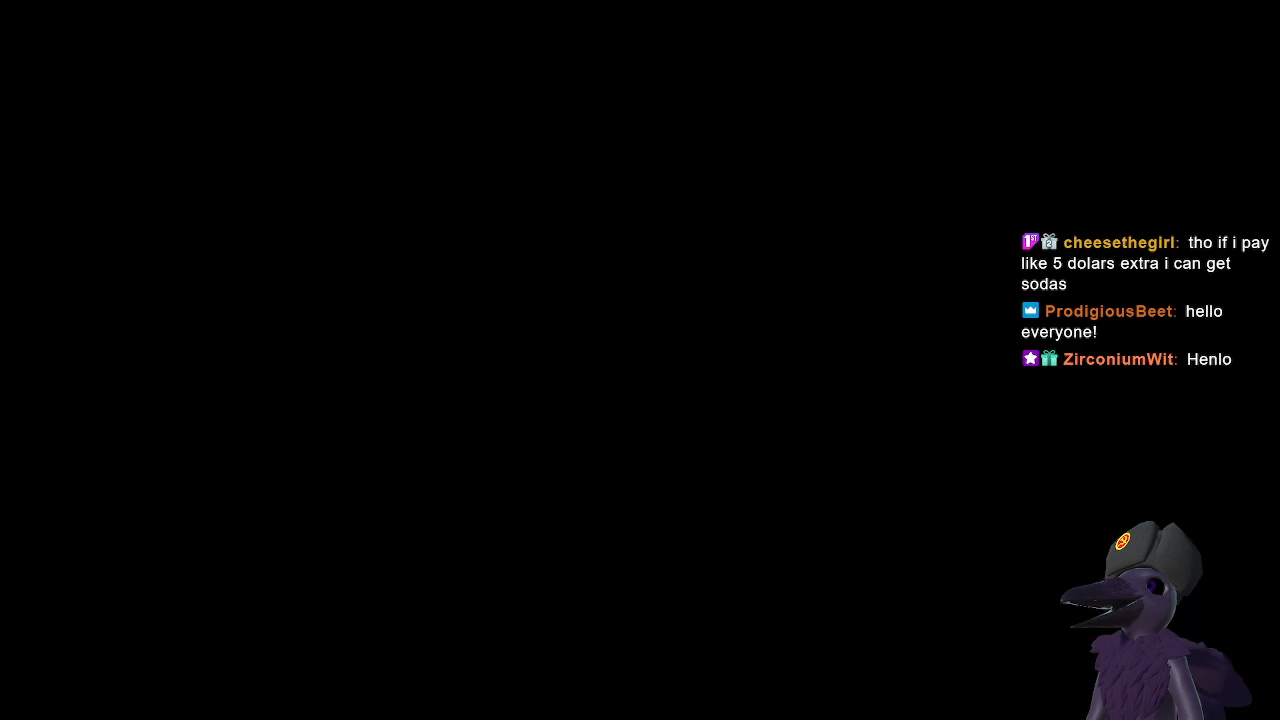 cheesethegirl: tho if i pay
like 5 dolars extra i can get
sodas
ProdigiousBeet: hello
everyone!
ZirconiumWit: Henlo